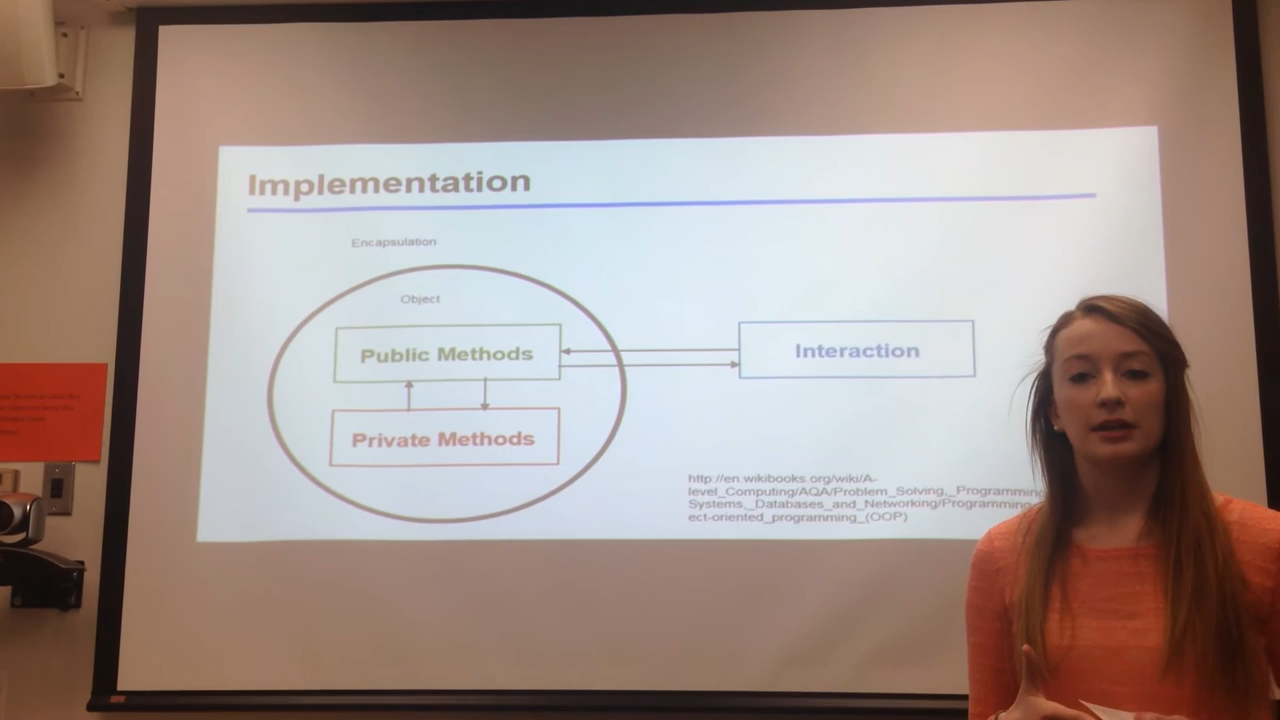 Implementation
Encapsulation
Object
Public Methods
Interaction
Private Methods
http://en.wikibooks.org/wiki/A-
level_Computing/AQA/Problem_Solving,_Programming
Systems,_Databases_and_Networking/Programming
ect-oriented_programming_(OOP)